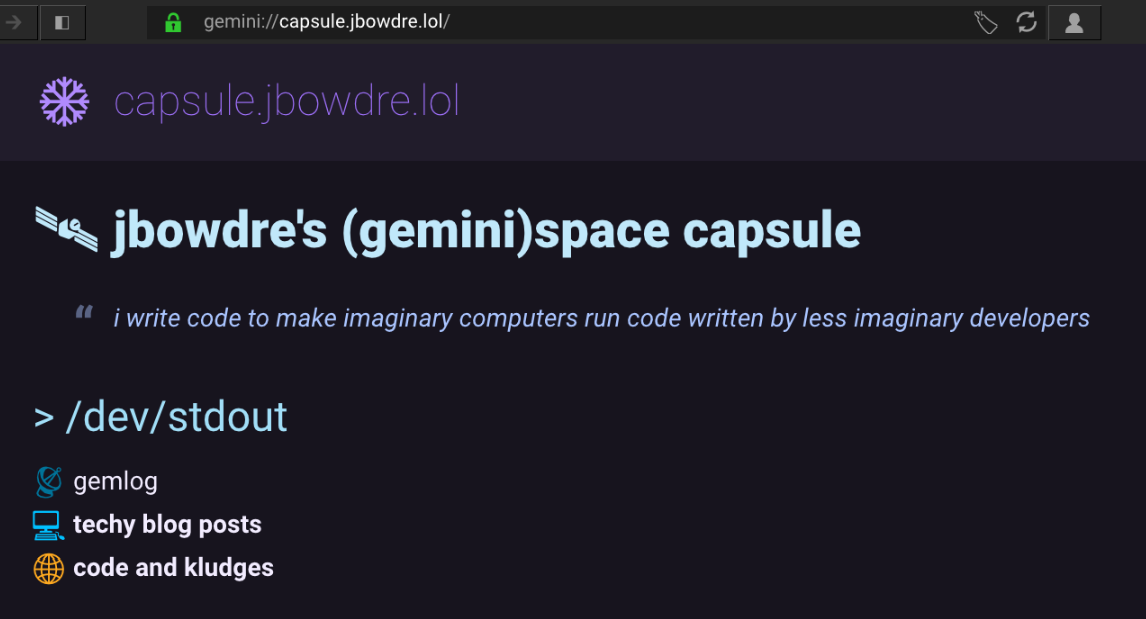 gemini://capsule.jbowdre.lol/
capsule.jbowdre.lol
jbowdre's (gemini)space capsule
“ i write code to make imaginary computers run code written by less imaginary developers
> /dev/stdout
gemlog
techy blog posts
code and kludges